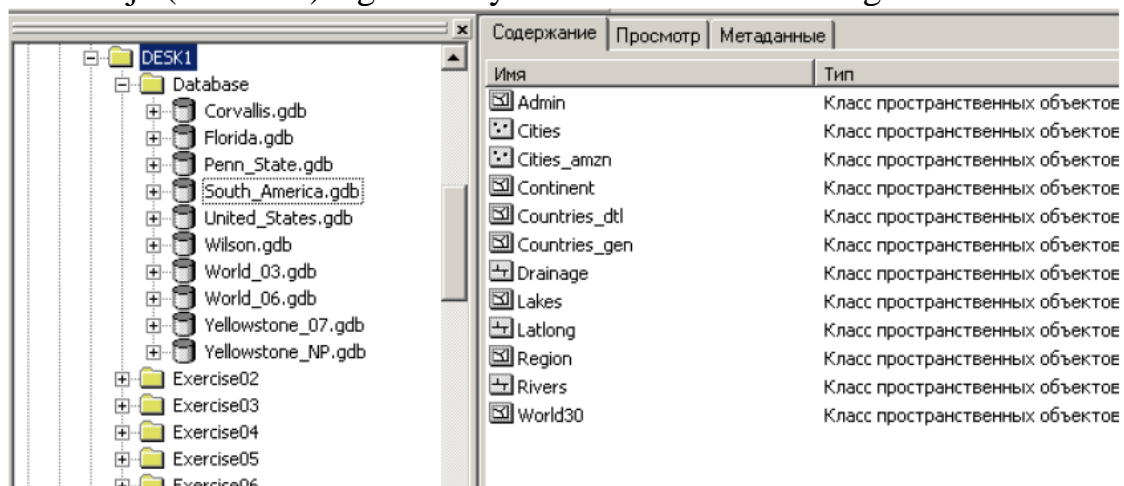 Содержание Просмотр Метаданные
DESK1
Database
Corvallis.gdb
Florida.gdb
Penn_State.gdb
South_America.gdb
United_States.gdb
Wilson.gdb
World_03.gdb
World_06.gdb
Yellowstone_07.gdb
Yellowstone_NP.gdb
Exercise02
Exercise03
Exercise04
Exercise05
Exercise06
Имя Тип
Admin Класс пространственных объектов
Cities Класс пространственных объектов
Cities_amzn Класс пространственных объектов
Continent Класс пространственных объектов
Countries_dtl Класс пространственных объектов
Countries_gen Класс пространственных объектов
Drainage Класс пространственных объектов
Lakes Класс пространственных объектов
Latlong Класс пространственных объектов
Region Класс пространственных объектов
Rivers Класс пространственных объектов
World30 Класс пространственных объектов